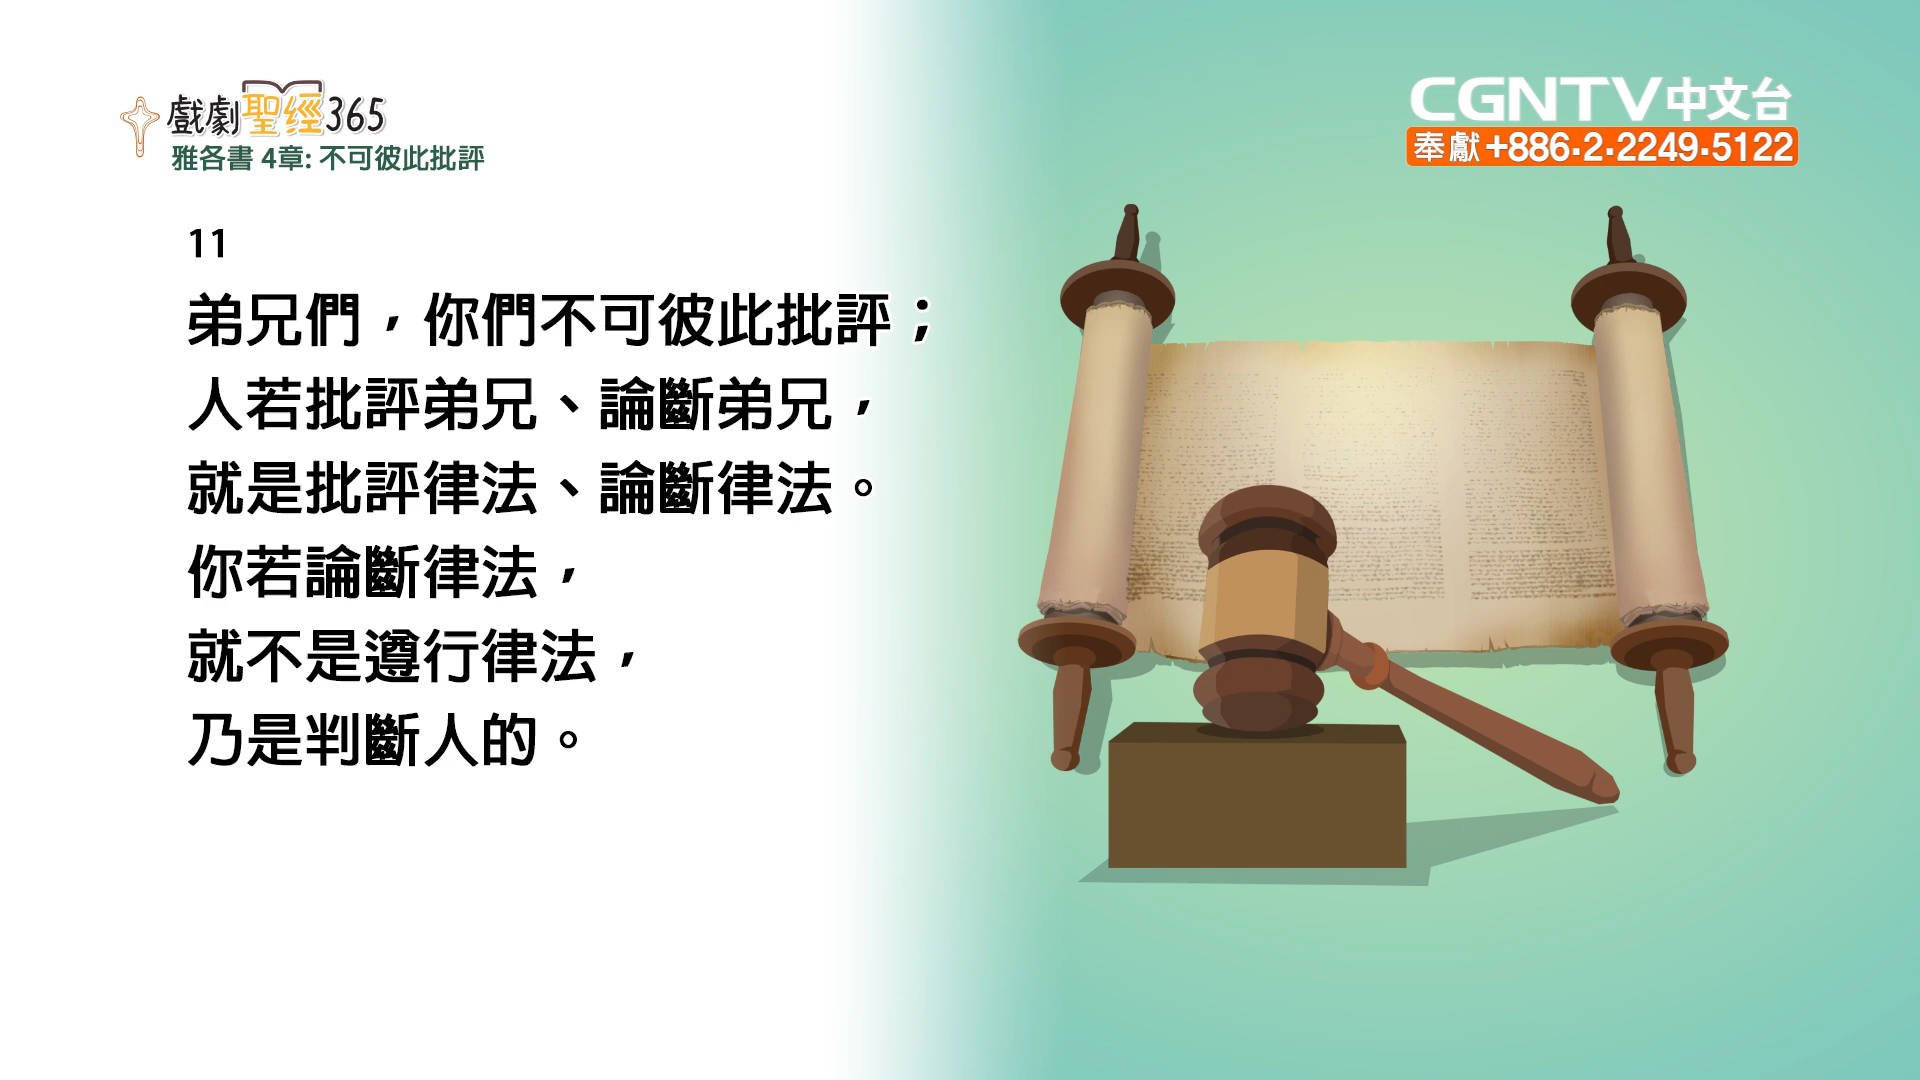 戲劇聖經365
雅各書 4章: 不可彼此批評
CGNTV中文台
奉獻 +886-2-2249-5122
11
弟兄們，你們不可彼此批評；
人若批評弟兄、論斷弟兄，
就是批評律法、論斷律法。
你若論斷律法，
就不是遵行律法，
乃是判斷人的。